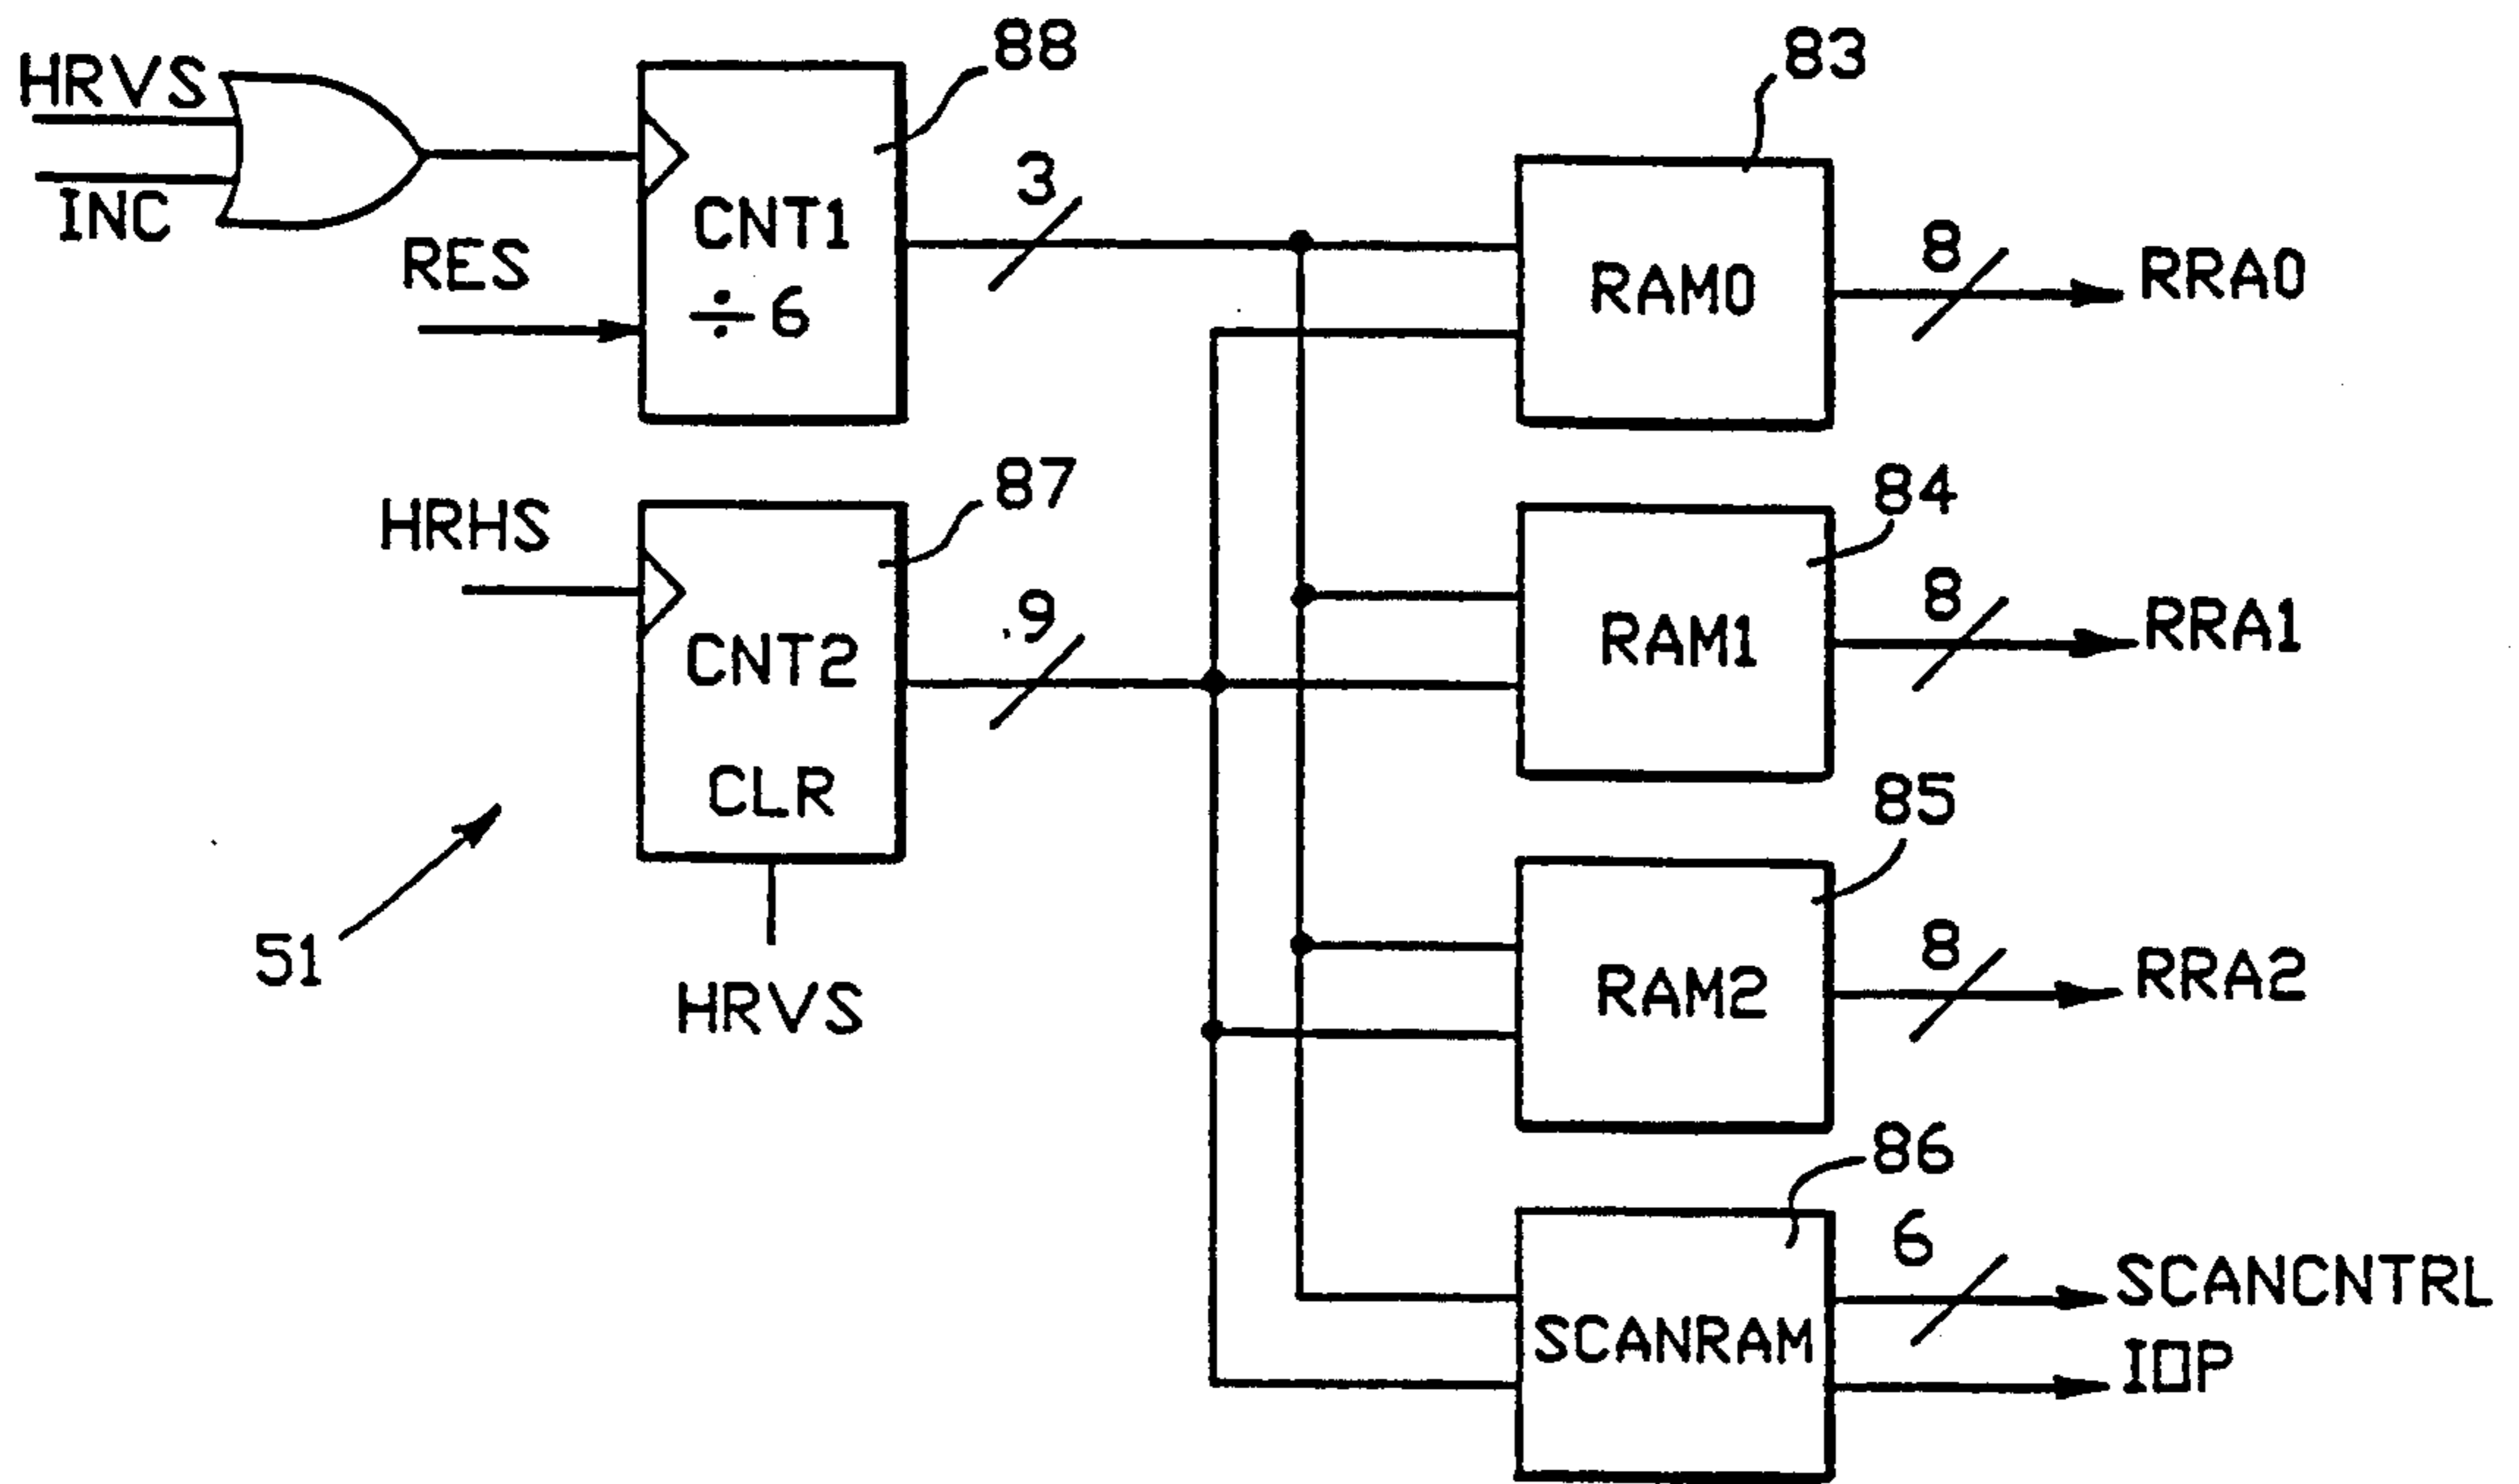 HRVS
INC
RES
CNT1
÷6
88
3
HRHS
CNT2
CLR
87
9
HRVS
51
83
RAM0
8
RRA0
84
RAM1
8
RRA1
85
RAM2
8
RRA2
86
SCANRAM
6
SCANCNTRL
IOP